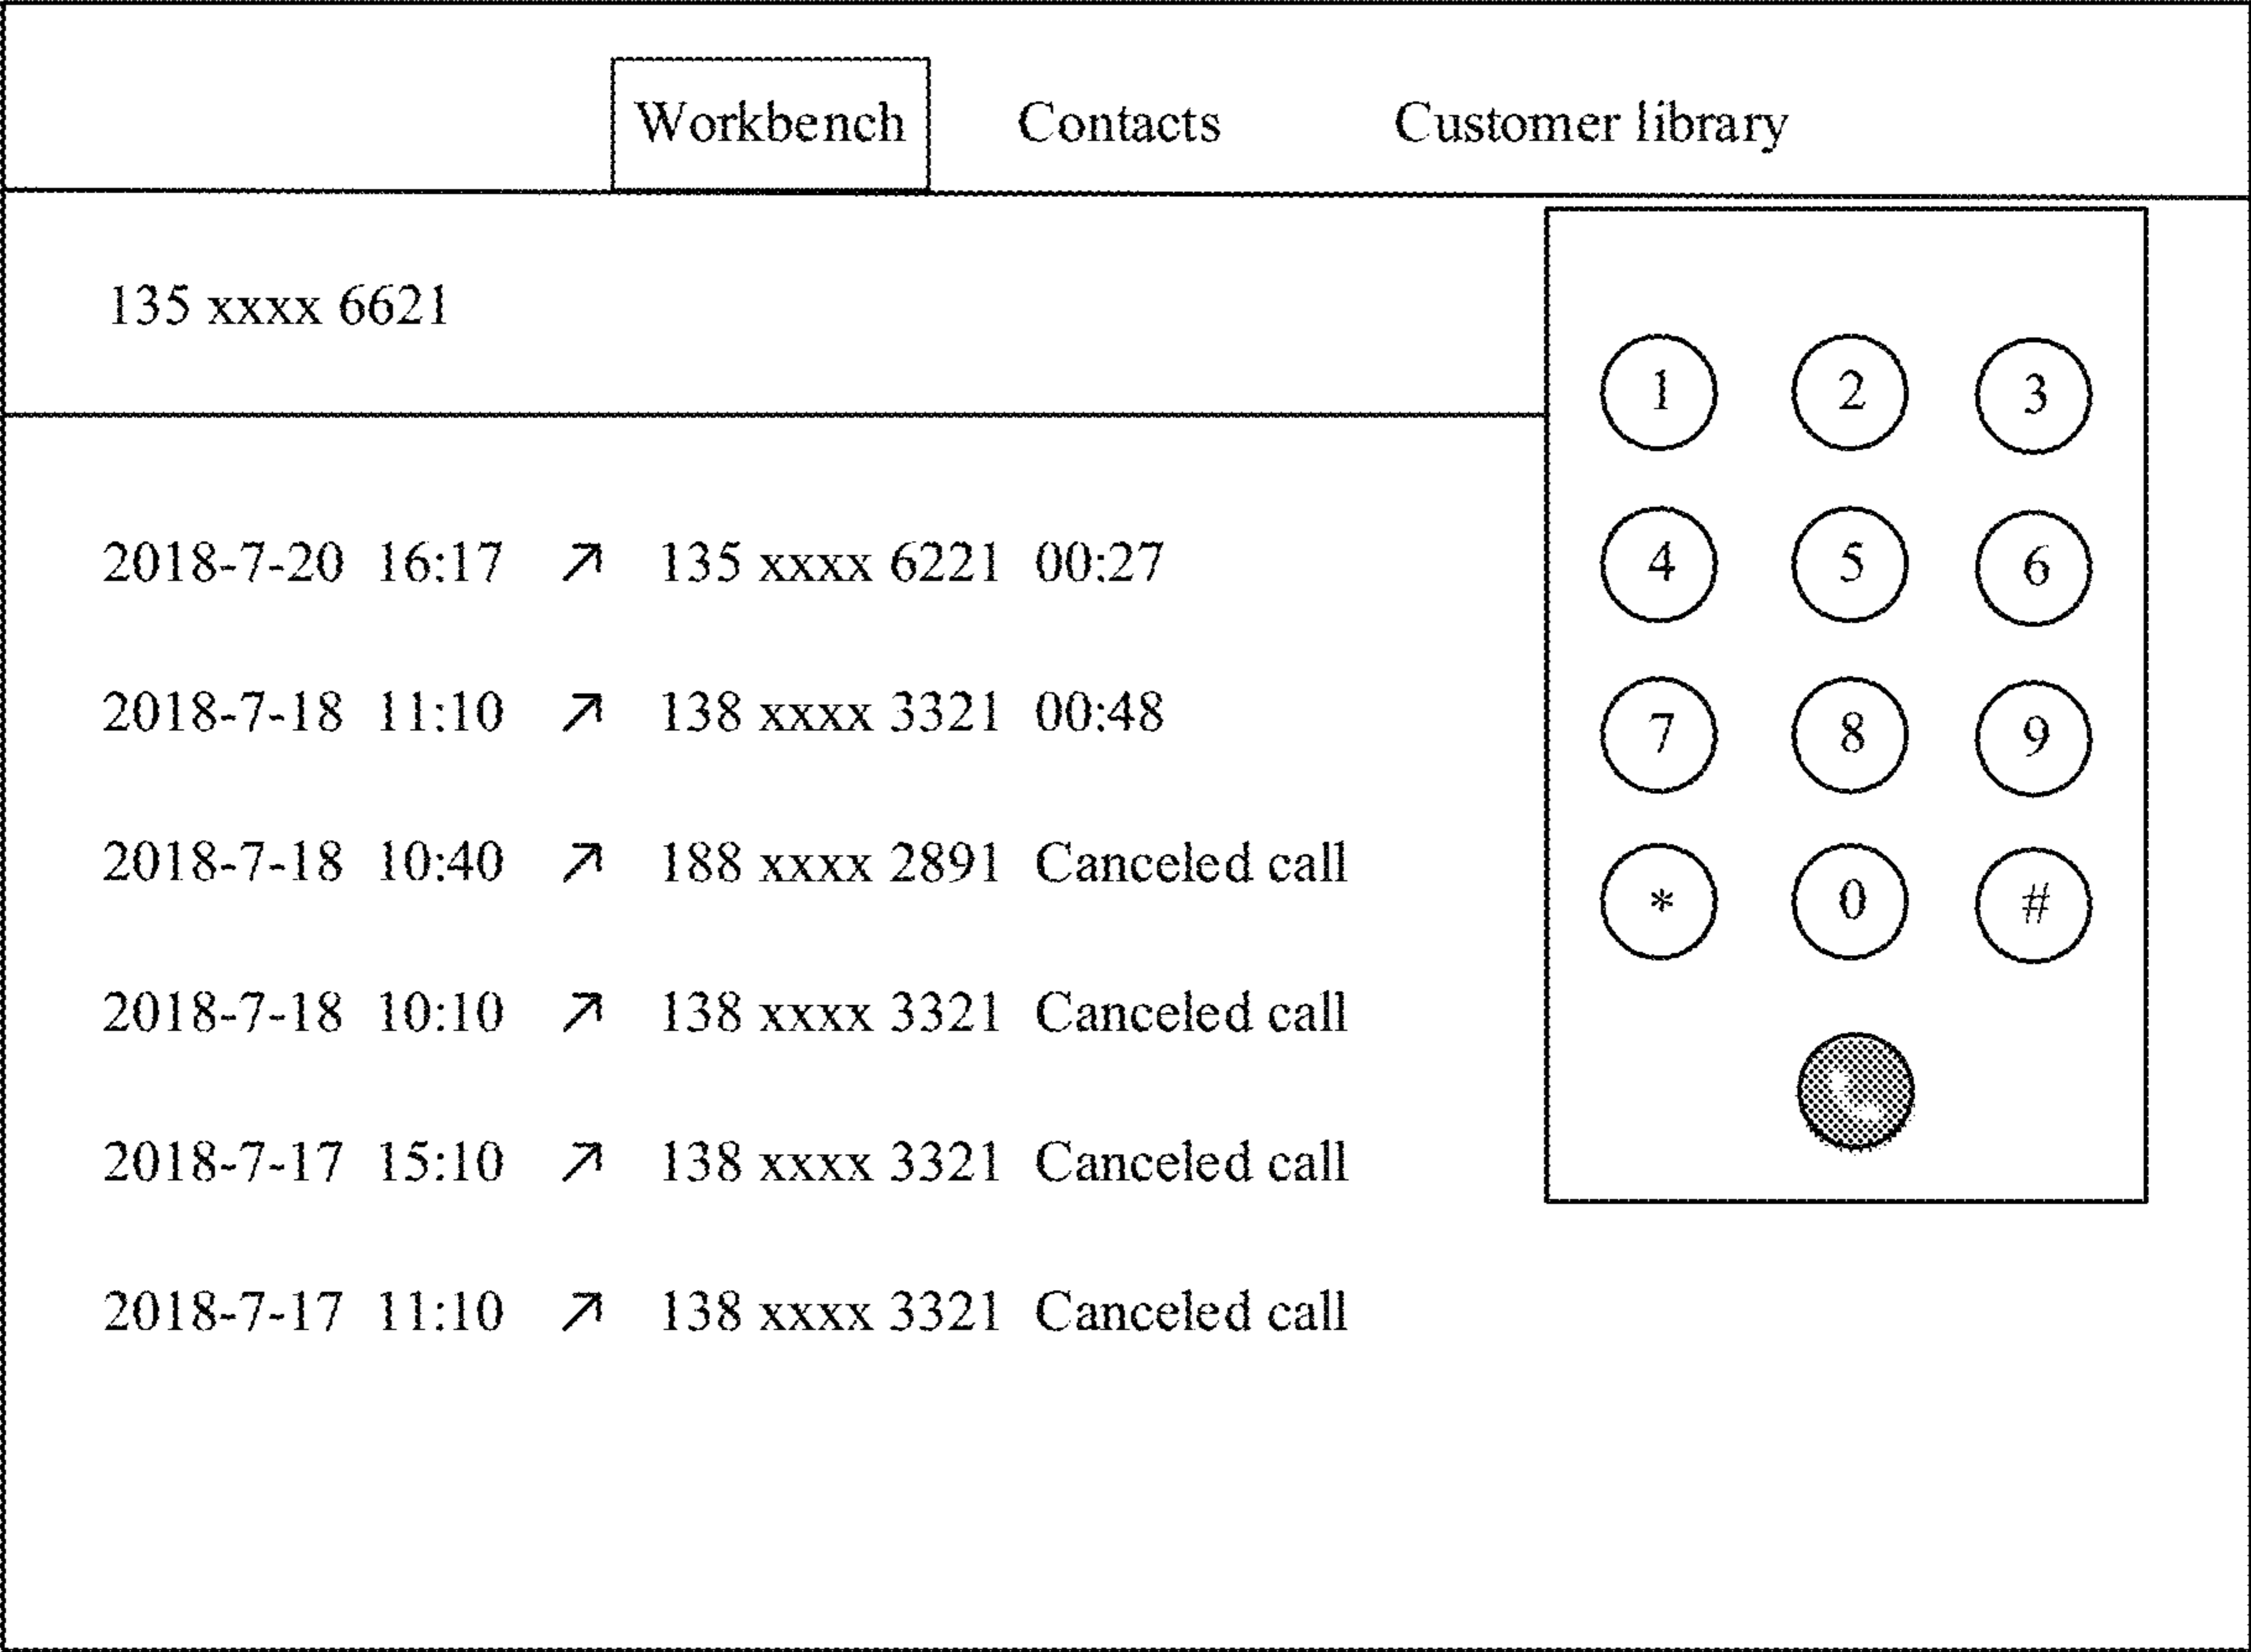 Workbench Contacts Customer library
135 xxxx 6621
1 2 3
4 5 6
7 8 9
* 0 #
2018-7-20 16:17 ↗ 135 xxxx 6221 00:27
2018-7-18 11:10 ↗ 138 xxxx 3321 00:48
2018-7-18 10:40 ↗ 188 xxxx 2891 Canceled call
2018-7-18 10:10 ↗ 138 xxxx 3321 Canceled call
2018-7-17 15:10 ↗ 138 xxxx 3321 Canceled call
2018-7-17 11:10 ↗ 138 xxxx 3321 Canceled call